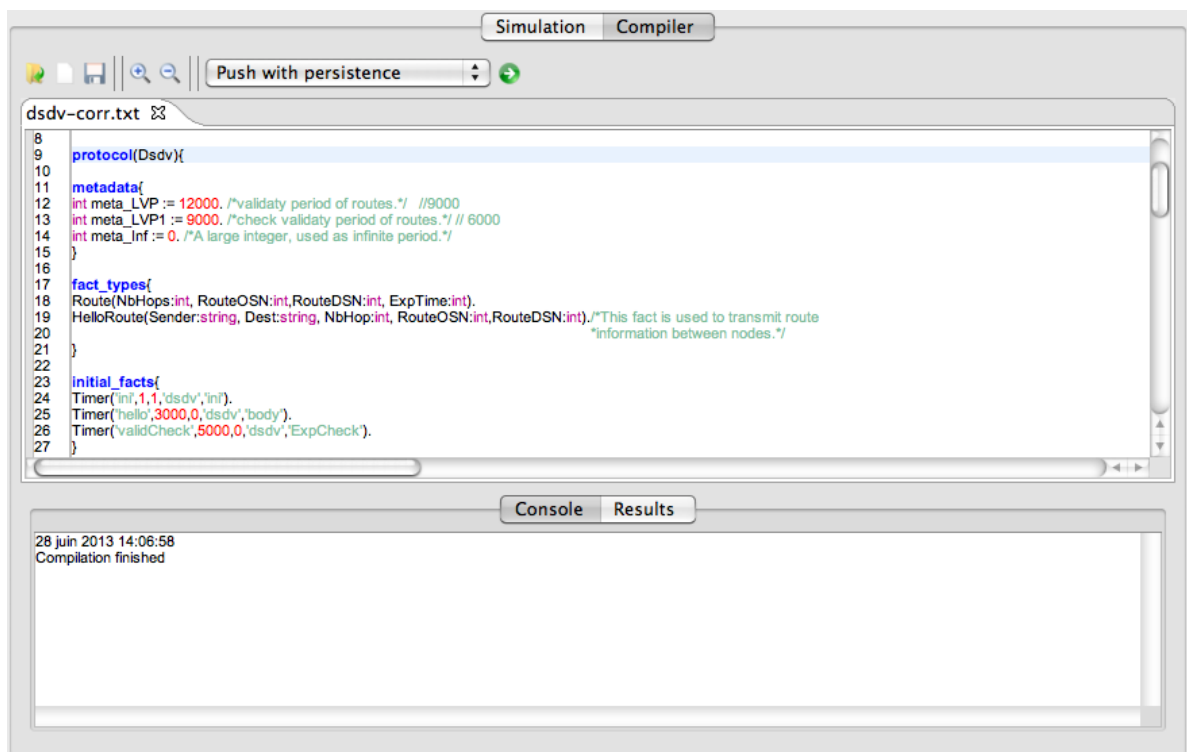 Simulation Compiler
Push with persistence
dsdv-corr.txt
8
9 protocol(Dsdv){
10
11 metadata{
12 int meta_LVP := 12000. /*validaty period of routes.*/ //9000
13 int meta_LVP1 := 9000. /*check validaty period of routes.*/ // 6000
14 int meta_Inf := 0. /*A large integer, used as infinite period.*/
15 }
16
17 fact_types{
18 Route(NbHops:int, RouteOSN:int,RouteDSN:int, ExpTime:int).
19 HelloRoute(Sender:string, Dest:string, NbHop:int, RouteOSN:int,RouteDSN:int)./*This fact is used to transmit route
20 *information between nodes.*/
21 }
22
23 initial_facts{
24 Timer('ini',1,1,'dsdv','ini').
25 Timer('hello',3000,0,'dsdv','body').
26 Timer('validCheck',5000,0,'dsdv','ExpCheck').
27 }
Console Results
28 juin 2013 14:06:58
Compilation finished